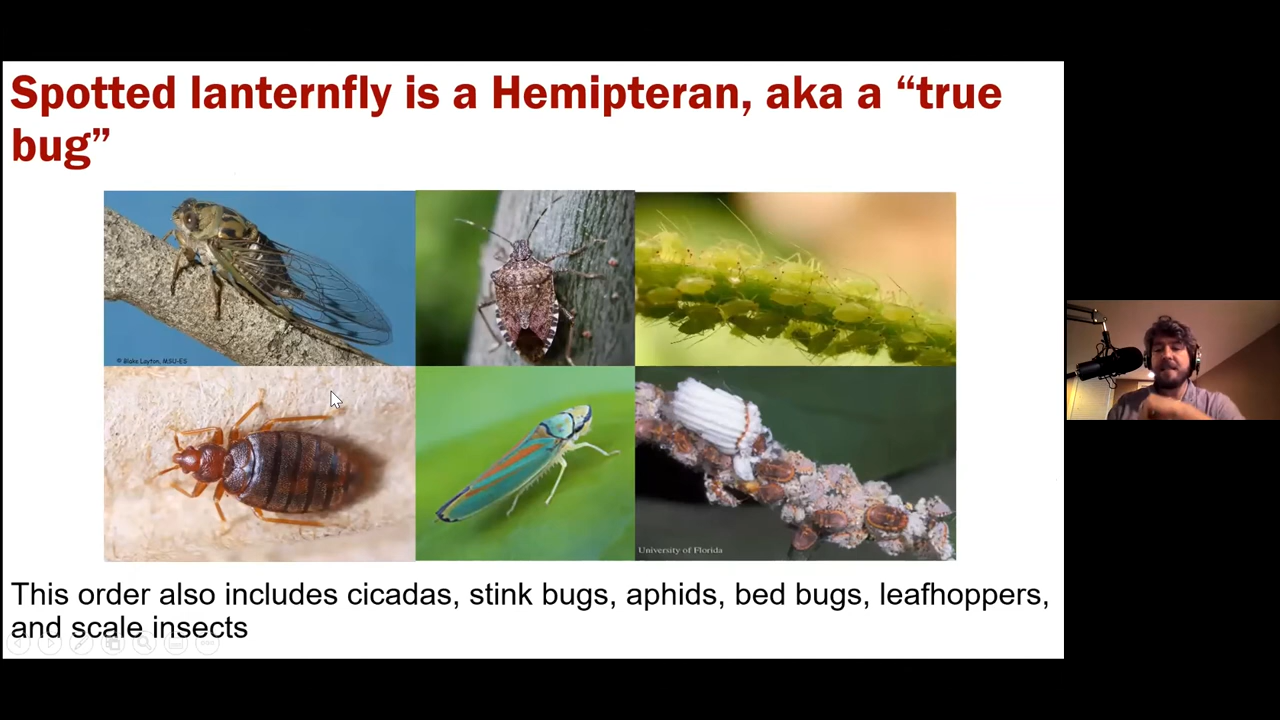 Spotted lanternfly is a Hemipteran, aka a “true
bug”
© Blake Layton, MSU-ES
University of Florida
This order also includes cicadas, stink bugs, aphids, bed bugs, leafhoppers,
and scale insects